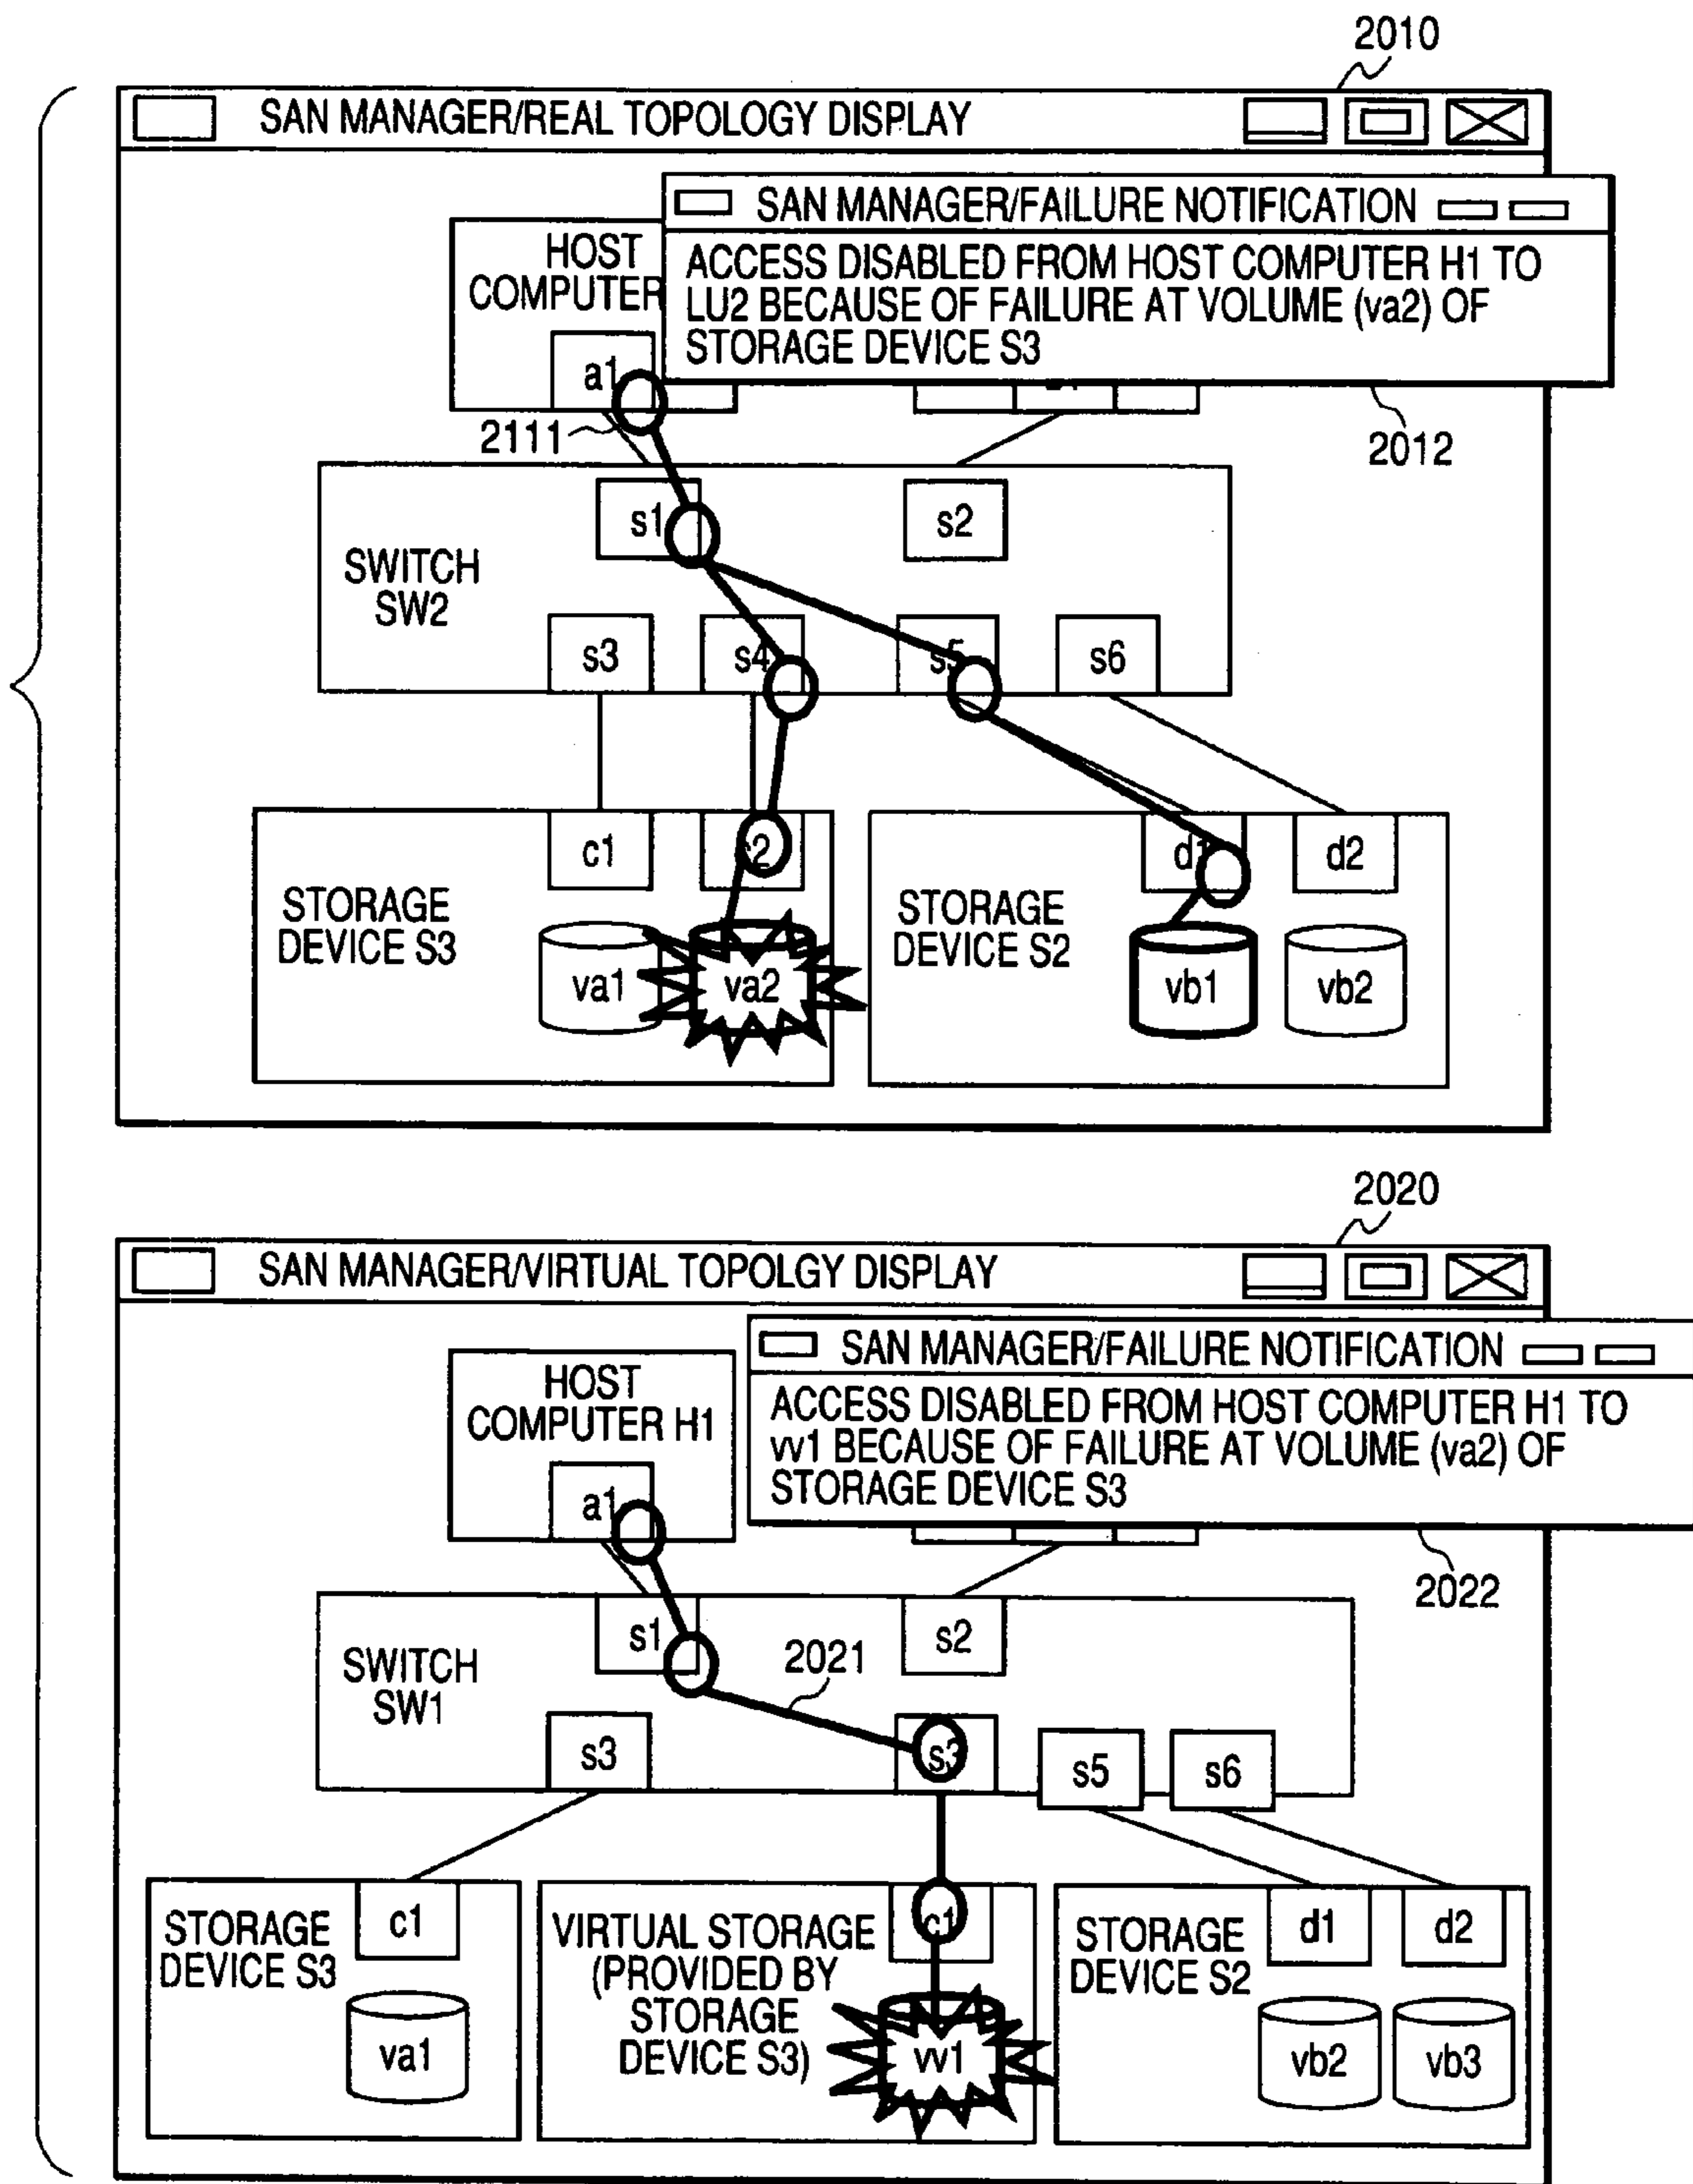 2010
SAN MANAGER/REAL TOPOLOGY DISPLAY
SAN MANAGER/FAILURE NOTIFICATION
ACCESS DISABLED FROM HOST COMPUTER H1 TO
LU2 BECAUSE OF FAILURE AT VOLUME (va2) OF
STORAGE DEVICE S3
HOST
COMPUTER
a1
2111
2012
s1
s2
SWITCH
SW2
s3
s4
s5
s6
c1
d1
d2
STORAGE
DEVICE S3
STORAGE
DEVICE S2
va1
va2
vb1
vb2
2020
SAN MANAGER/VIRTUAL TOPOLGY DISPLAY
SAN MANAGER/FAILURE NOTIFICATION
ACCESS DISABLED FROM HOST COMPUTER H1 TO
vv1 BECAUSE OF FAILURE AT VOLUME (va2) OF
STORAGE DEVICE S3
HOST
COMPUTER H1
a1
2022
s1
s2
2021
SWITCH
SW1
s3
s3
s5
s6
c1
c1
d1
d2
STORAGE
DEVICE S3
VIRTUAL STORAGE
(PROVIDED BY
STORAGE
DEVICE S3)
STORAGE
DEVICE S2
va1
vv1
vb2
vb3